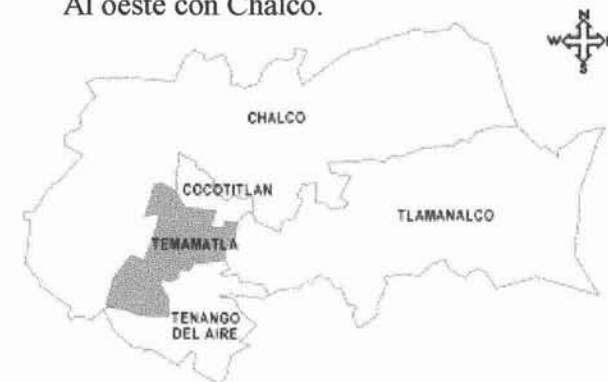 Al oeste con Chalco.
N
W
S
CHALCO
COCOTITLAN
TLAMANALCO
TEMAMATLA
TENANGO
DEL AIRE